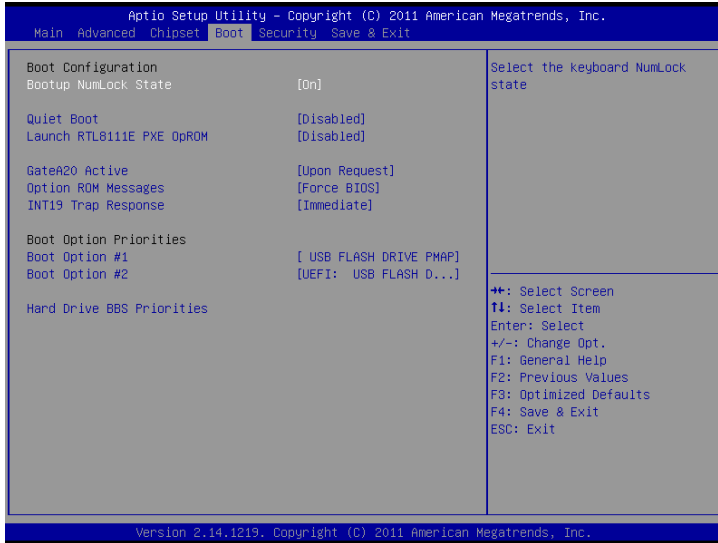 Aptio Setup Utility – Copyright (C) 2011 American Megatrends, Inc.
Main Advanced Chipset Boot Security Save & Exit
Boot Configuration
Bootup NumLock State [On]
Quiet Boot [Disabled]
Launch RTL8111E PXE OpROM [Disabled]
GateA20 Active [Upon Request]
Option ROM Messages [Force BIOS]
INT19 Trap Response [Immediate]
Boot Option Priorities
Boot Option #1 [ USB FLASH DRIVE PMAP]
Boot Option #2 [UEFI: USB FLASH D...]
Hard Drive BBS Priorities
Select the keyboard NumLock
state
→←: Select Screen
↑↓: Select Item
Enter: Select
+/-: Change Opt.
F1: General Help
F2: Previous Values
F3: Optimized Defaults
F4: Save & Exit
ESC: Exit
Version 2.14.1219. Copyright (C) 2011 American Megatrends, Inc.